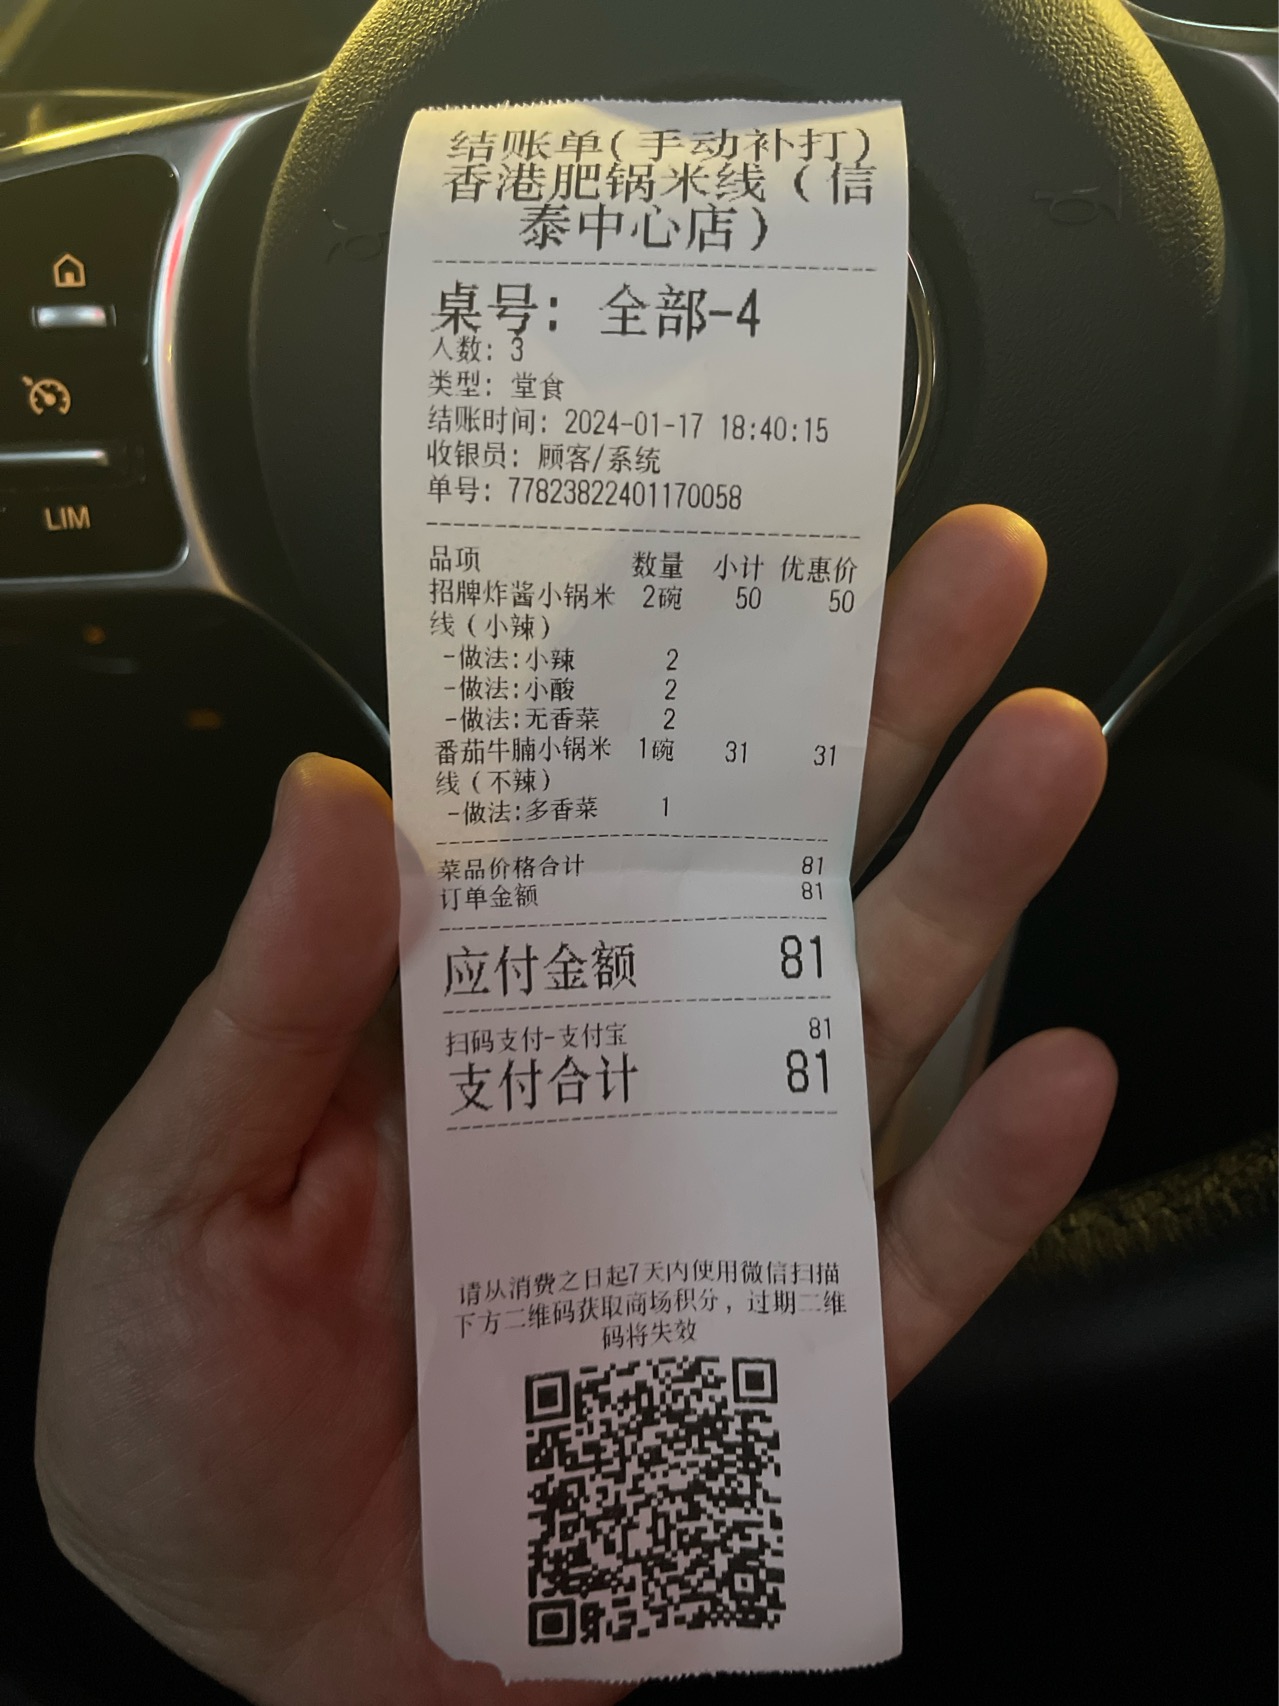 结账单(手动补打)
香港肥锅米线（信
泰中心店）
桌号: 全部-4
人数: 3
类型: 堂食
结账时间: 2024-01-17 18:40:15
收银员: 顾客/系统
单号: 77823822401170058
品项 数量 小计 优惠价
招牌炸酱小锅米 2碗 50 50
线（小辣）
-做法:小辣 2
-做法:小酸 2
-做法:无香菜 2
番茄牛腩小锅米 1碗 31 31
线（不辣）
-做法:多香菜 1
菜品价格合计 81
订单金额 81
应付金额 81
扫码支付-支付宝 81
支付合计 81
请从消费之日起7天内使用微信扫描
下方二维码获取商场积分，过期二维
码将失效
LIM